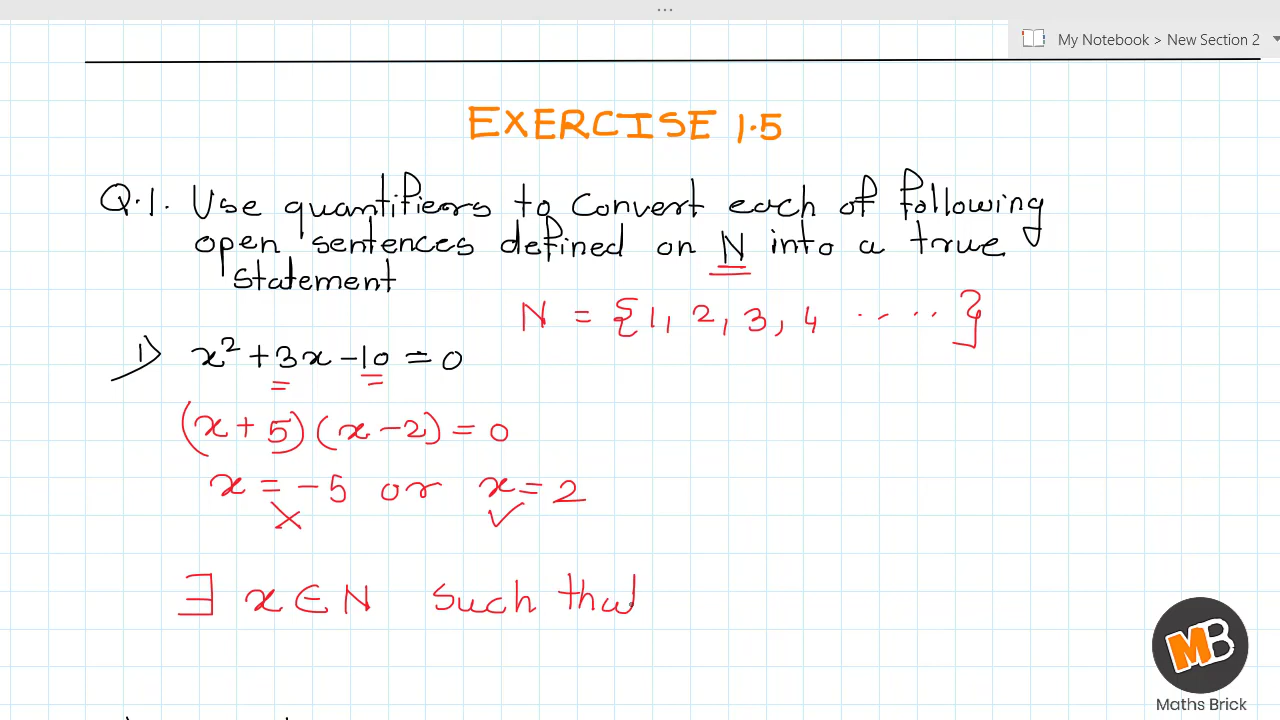 ...
My Notebook > New Section 2
EXERCISE 1.5
Q.1. Use quantifiers to convert each of following
open sentences defined on N into a true
statement
N = {1, 2, 3, 4 .....}
1) x² + 3x - 10 = 0
(x + 5) (x - 2) = 0
x = -5 or x = 2
× ✓
∃ x ∈ N such that
MB
Maths Brick